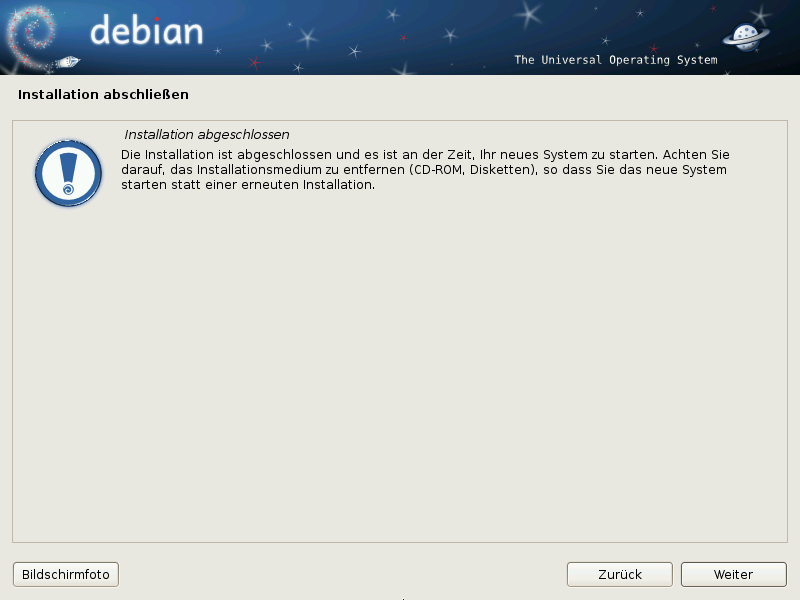 debian
The Universal Operating System
Installation abschließen
Installation abgeschlossen
Die Installation ist abgeschlossen und es ist an der Zeit, Ihr neues System zu starten. Achten Sie
darauf, das Installationsmedium zu entfernen (CD-ROM, Disketten), so dass Sie das neue System
starten statt einer erneuten Installation.
Bildschirmfoto
Zurück
Weiter